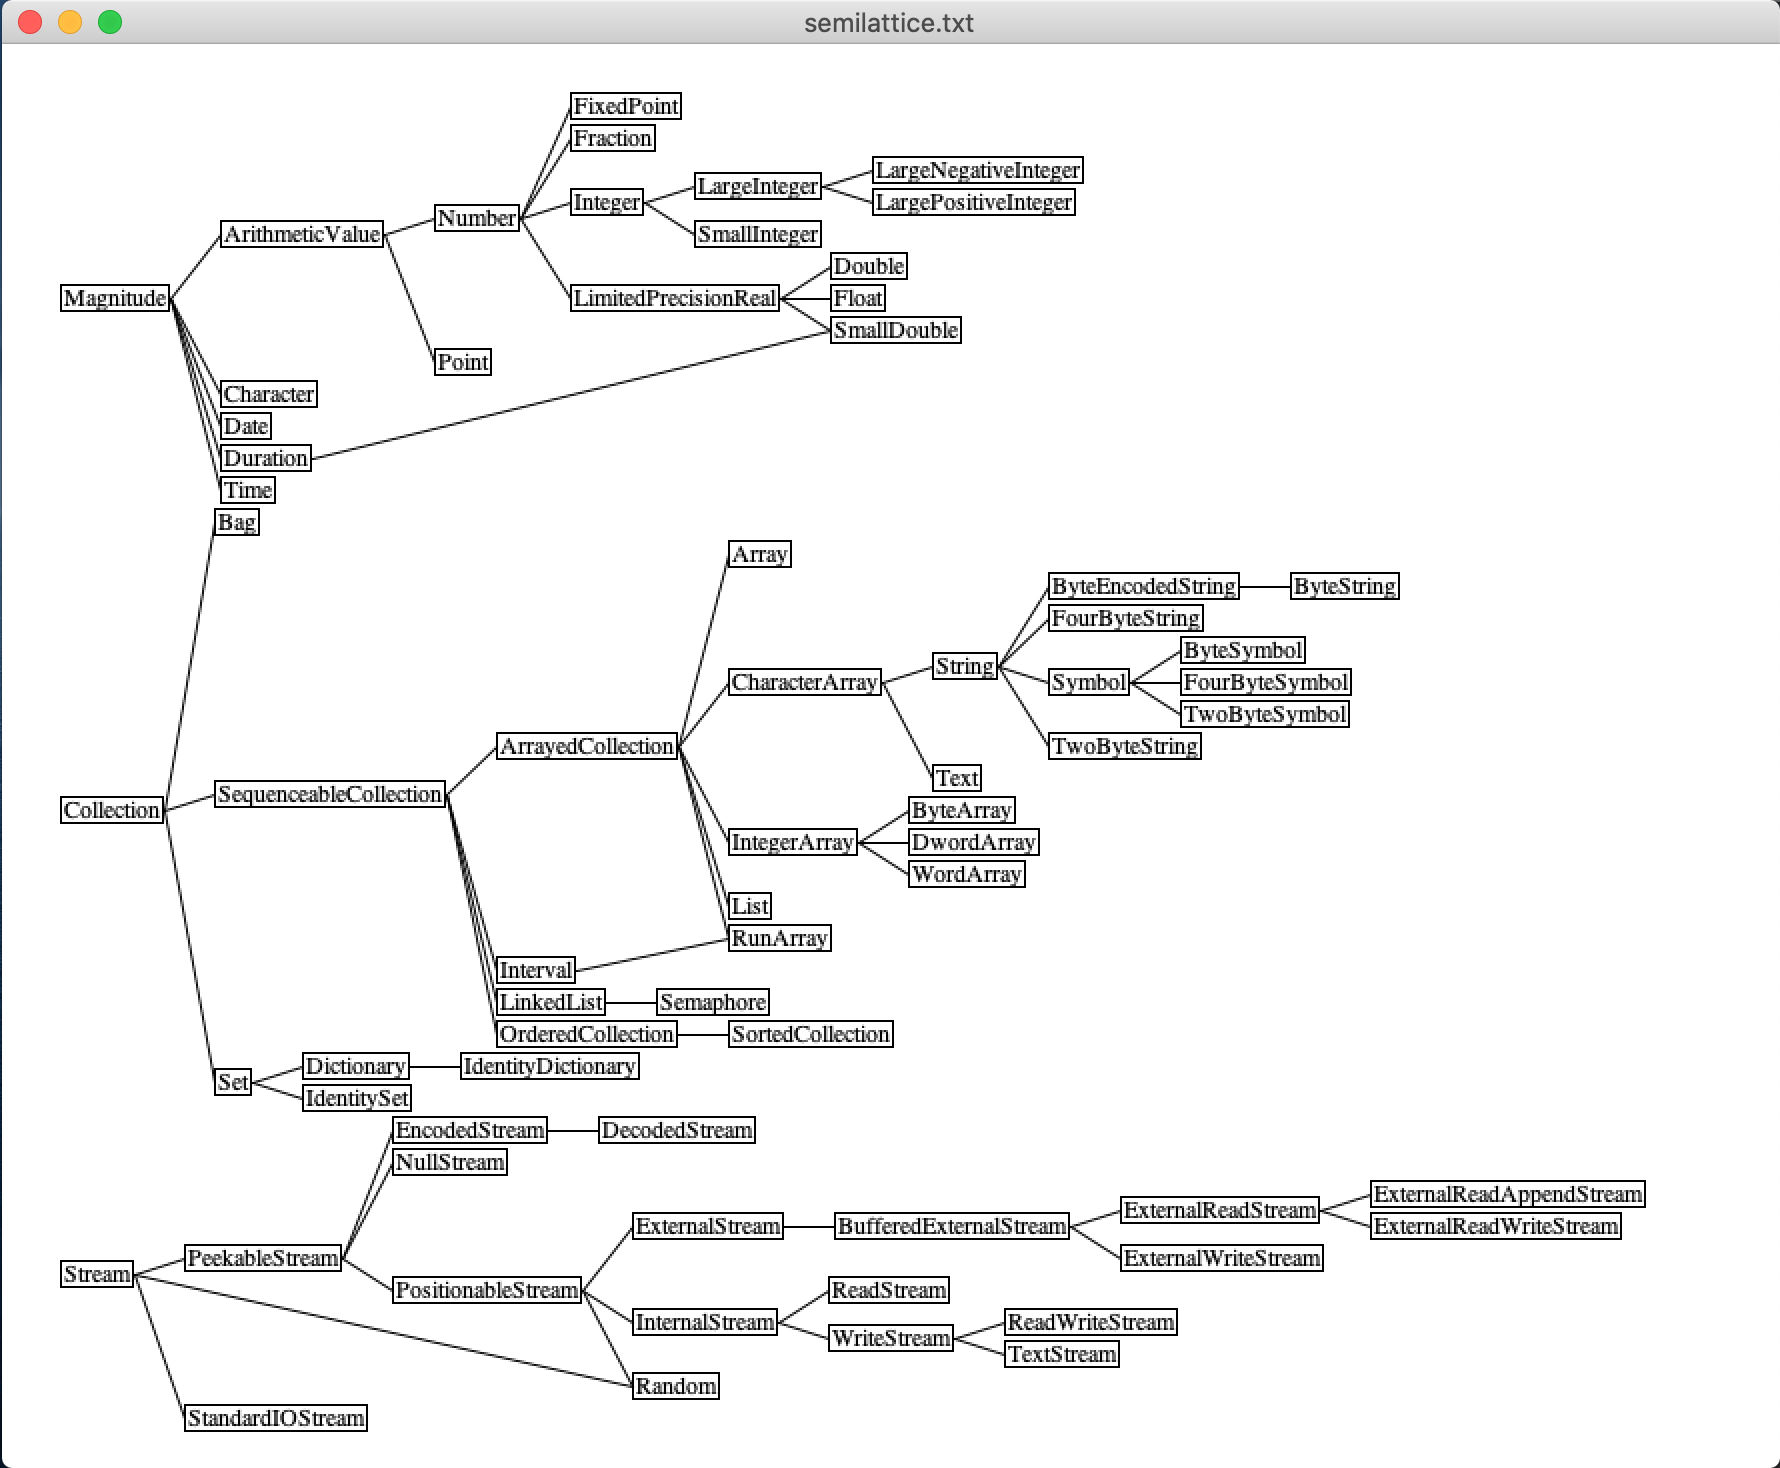 semilattice.txt
FixedPoint
Fraction
LargeNegativeInteger
LargeInteger
LargePositiveInteger
Integer
Number
ArithmeticValue
SmallInteger
Double
Magnitude
LimitedPrecisionReal
Float
SmallDouble
Point
Character
Date
Duration
Time
Bag
Array
ByteEncodedString
ByteString
FourByteString
ByteSymbol
String
CharacterArray
Symbol
FourByteSymbol
TwoByteSymbol
ArrayedCollection
TwoByteString
Text
SequenceableCollection
Collection
ByteArray
IntegerArray
DwordArray
WordArray
List
RunArray
Interval
LinkedList
Semaphore
OrderedCollection
SortedCollection
Dictionary
IdentityDictionary
Set
IdentitySet
EncodedStream
DecodedStream
NullStream
ExternalReadAppendStream
ExternalReadStream
ExternalStream
BufferedExternalStream
ExternalReadWriteStream
PeekableStream
ExternalWriteStream
Stream
PositionableStream
ReadStream
InternalStream
ReadWriteStream
WriteStream
TextStream
Random
StandardIOStream